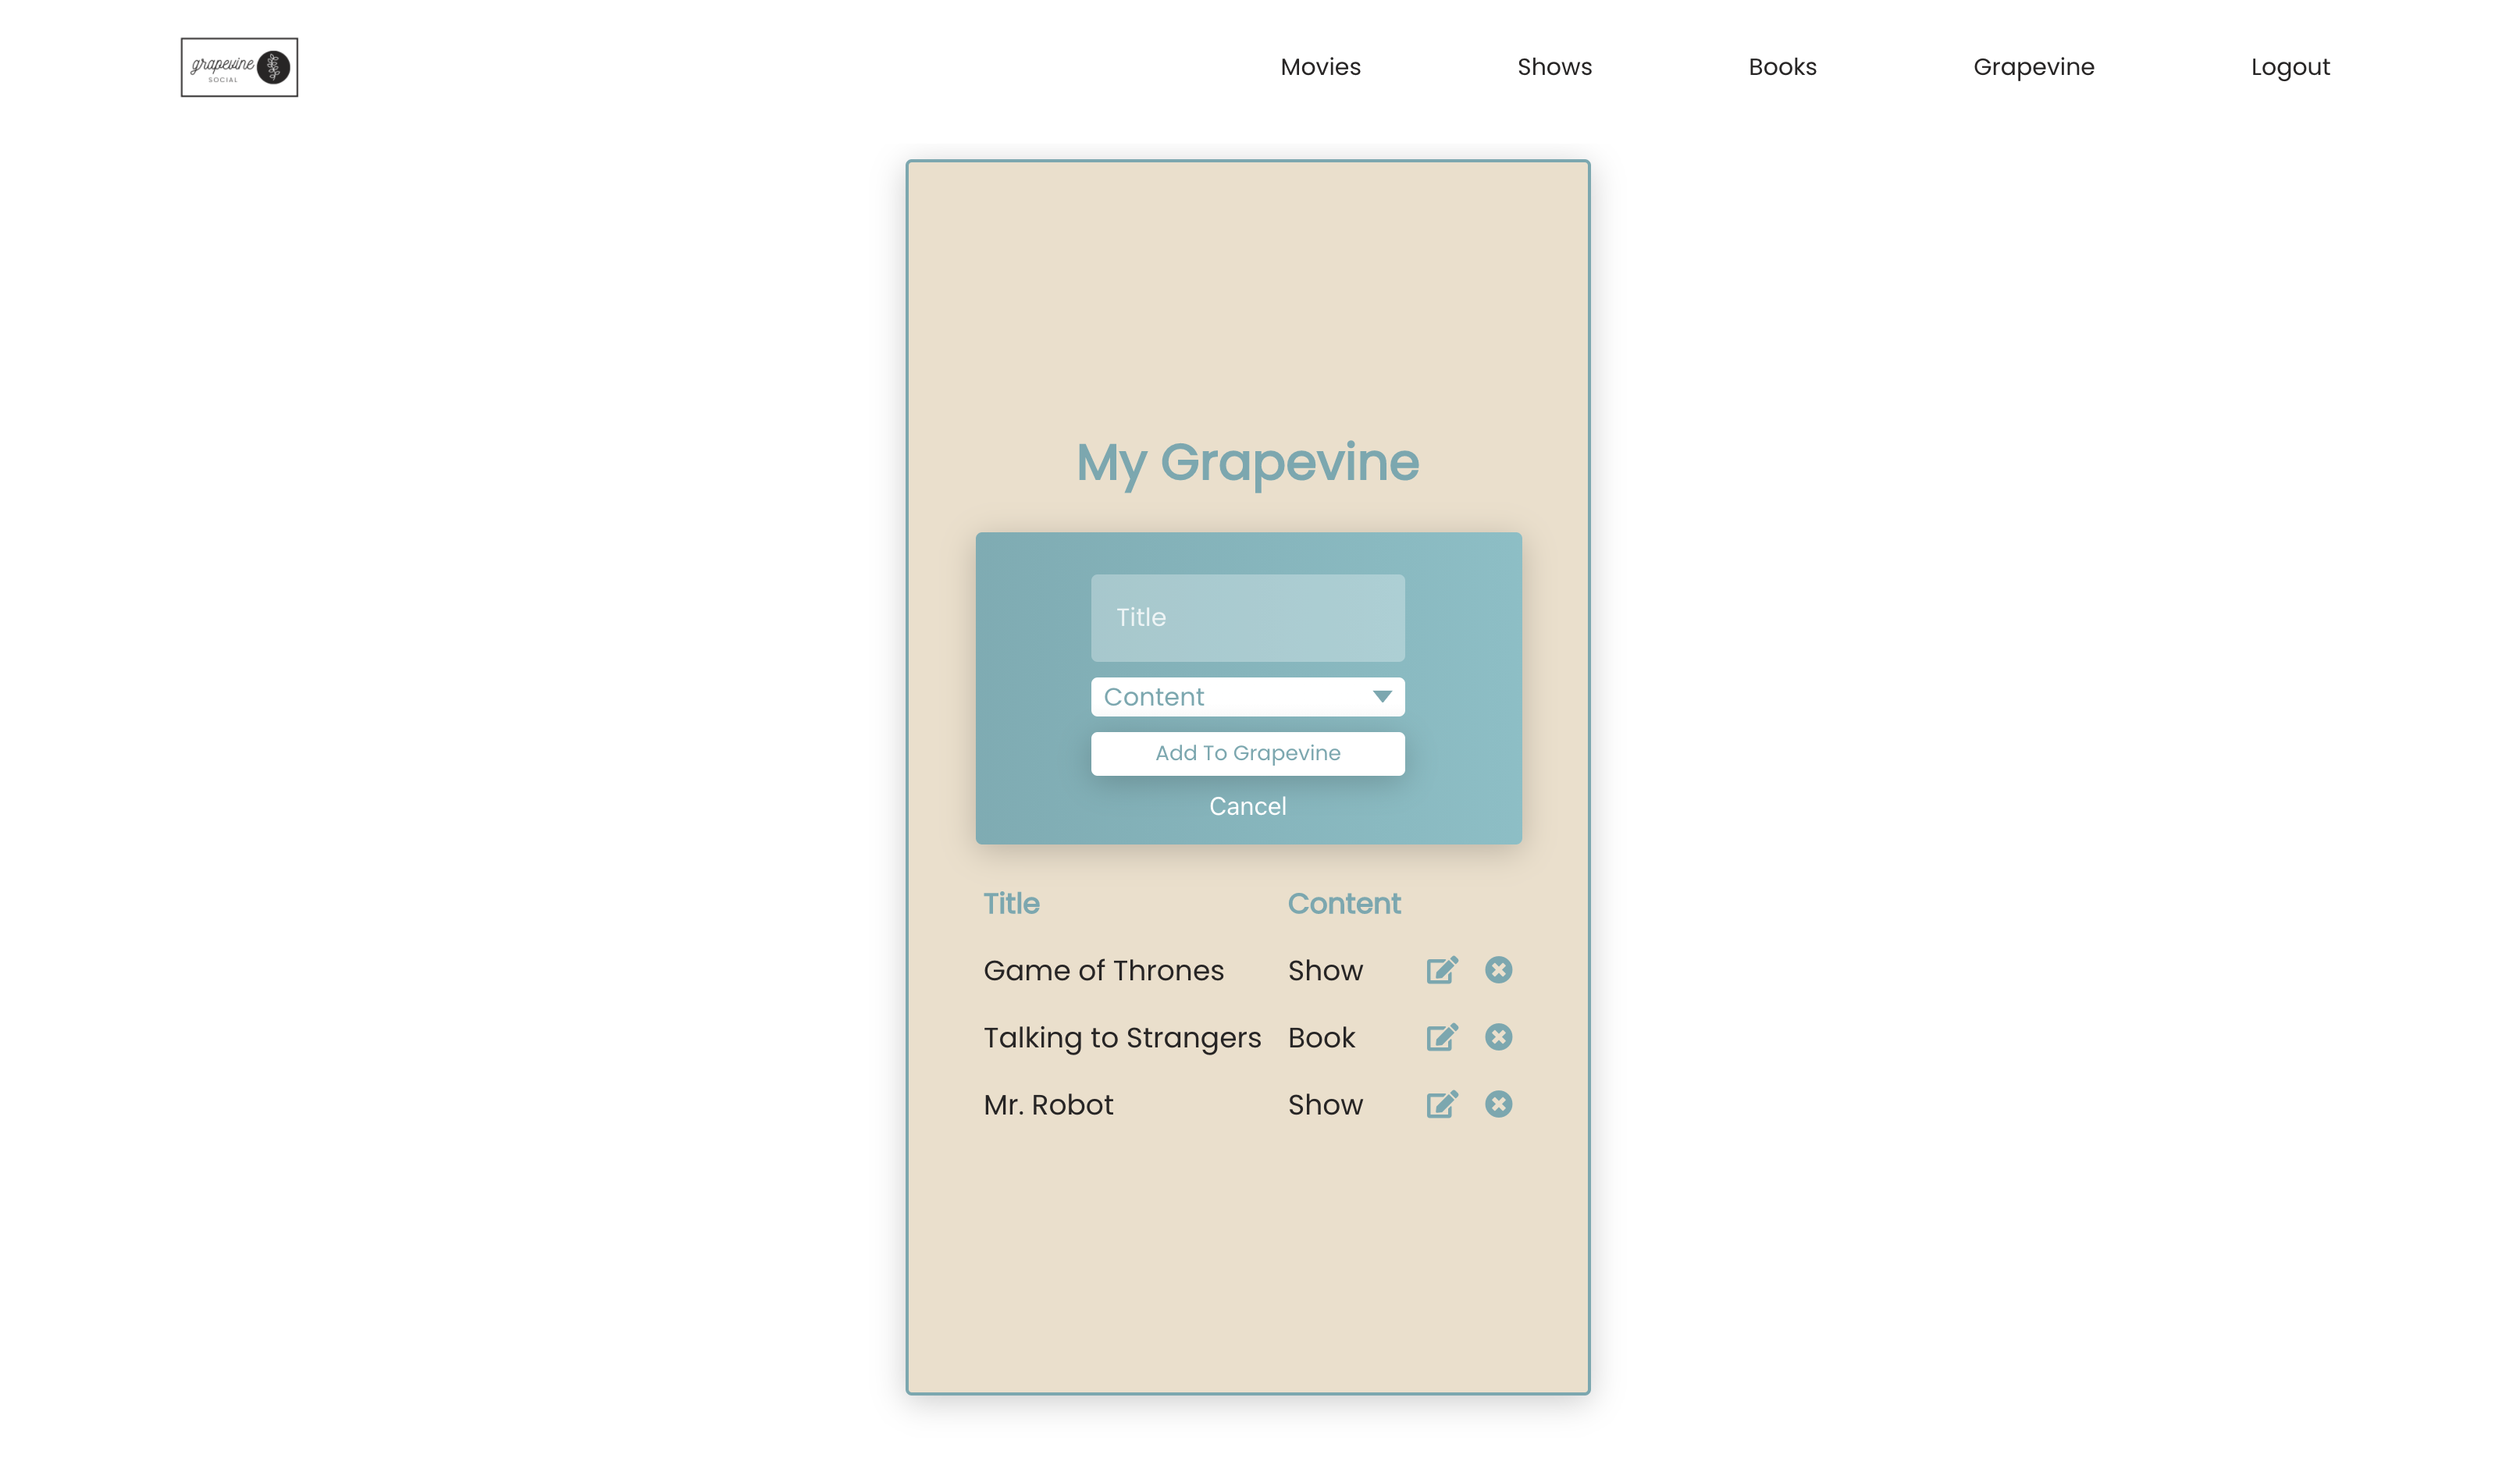 grapevine
SOCIAL
Movies Shows Books Grapevine Logout
My Grapevine
Title
Content
Add To Grapevine
Cancel
Title Content
Game of Thrones Show
Talking to Strangers Book
Mr. Robot Show